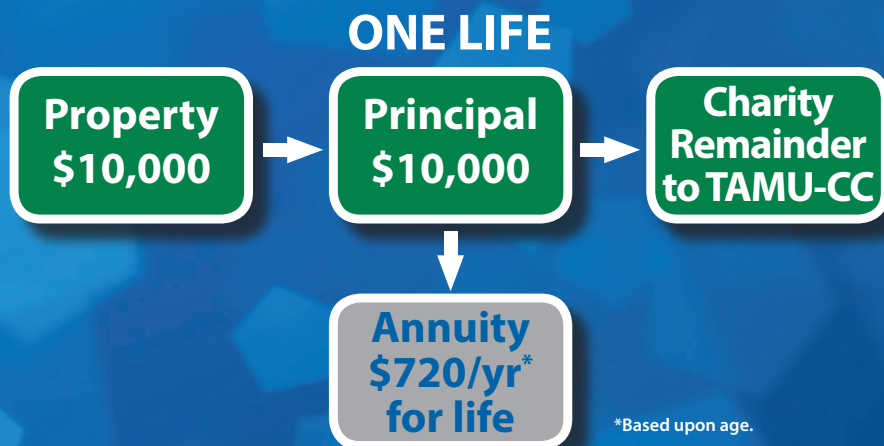 ONE LIFE
Property
$10,000
Principal
$10,000
Charity
Remainder
to TAMU-CC
Annuity
$720/yr*
for life
*Based upon age.